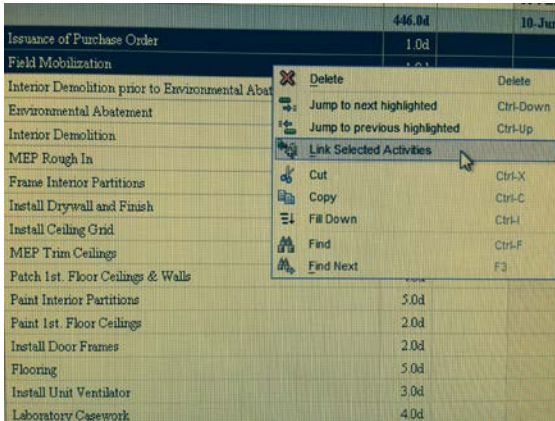 446.0d 10-Jun
Issuance of Purchase Order 1.0d
Field Mobilization
Interior Demolition prior to Environmental Abat
Environmental Abatement
Interior Demolition
MEP Rough In
Frame Interior Partitions
Install Drywall and Finish
Install Ceiling Grid
MEP Trim Ceilings
Patch 1st. Floor Ceilings & Walls
Paint Interior Partitions 5.0d
Paint 1st. Floor Ceilings 2.0d
Install Door Frames 2.0d
Flooring 5.0d
Install Unit Ventilator 3.0d
Laboratory Casework 4.0d
Delete Delete
Jump to next highlighted Ctrl-Down
Jump to previous highlighted Ctrl-Up
Link Selected Activities
Cut Ctrl-X
Copy Ctrl-C
Fill Down Ctrl-I
Find Ctrl-F
Find Next F3